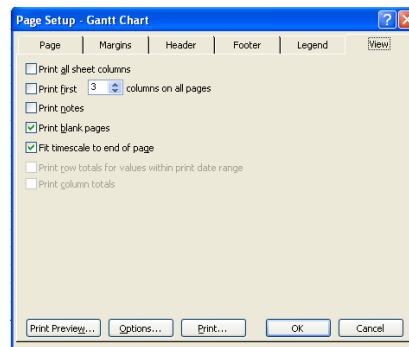 Page Setup - Gantt Chart
Page Margins Header Footer Legend View
Print all sheet columns
Print first 3 columns on all pages
Print notes
Print blank pages
Fit timescale to end of page
Print row totals for values within print date range
Print column totals
Print Preview... Options... Print... OK Cancel